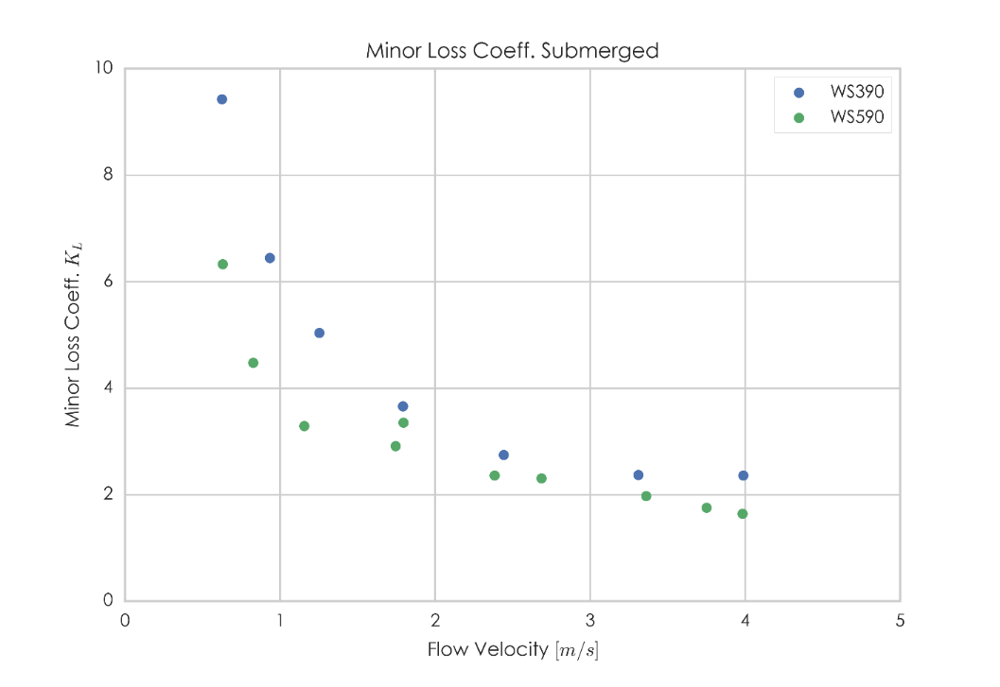 Minor Loss Coeff. Submerged
10
8
6
4
2
0
Minor Loss Coeff. K_L
WS390
WS590
0 1 2 3 4 5
Flow Velocity [m/s]